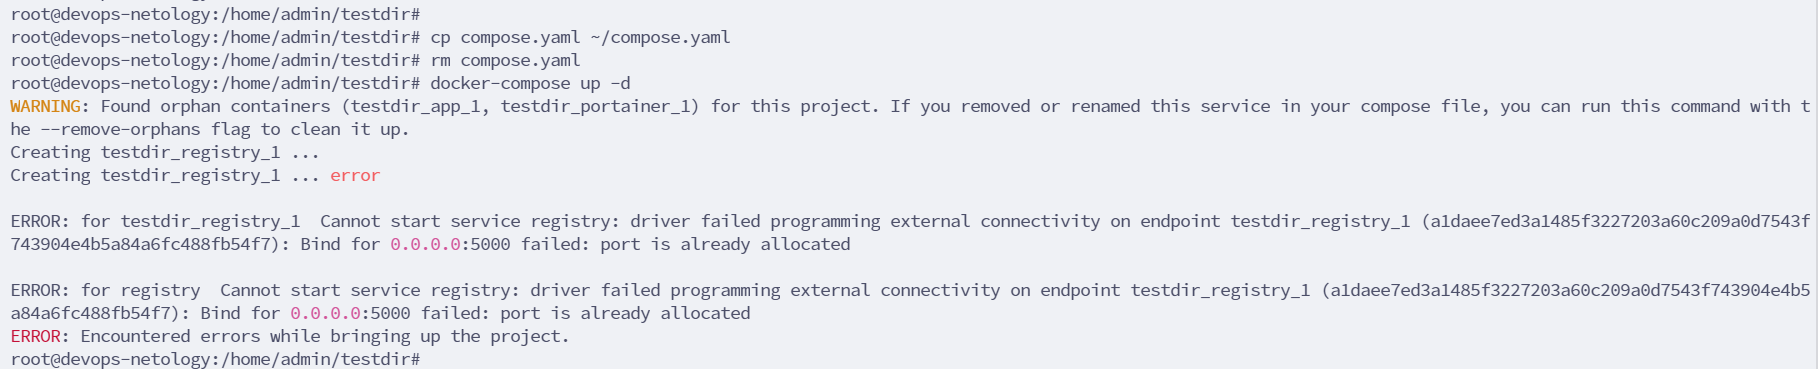 root@devops-netology:/home/admin/testdir#
root@devops-netology:/home/admin/testdir# cp compose.yaml ~/compose.yaml
root@devops-netology:/home/admin/testdir# rm compose.yaml
root@devops-netology:/home/admin/testdir# docker-compose up -d
WARNING: Found orphan containers (testdir_app_1, testdir_portainer_1) for this project. If you removed or renamed this service in your compose file, you can run this command with t
he --remove-orphans flag to clean it up.
Creating testdir_registry_1 ...
Creating testdir_registry_1 ... error
ERROR: for testdir_registry_1  Cannot start service registry: driver failed programming external connectivity on endpoint testdir_registry_1 (a1daee7ed3a1485f3227203a60c209a0d7543f
743904e4b5a84a6fc488fb54f7): Bind for 0.0.0.0:5000 failed: port is already allocated
ERROR: for registry  Cannot start service registry: driver failed programming external connectivity on endpoint testdir_registry_1 (a1daee7ed3a1485f3227203a60c209a0d7543f743904e4b5
a84a6fc488fb54f7): Bind for 0.0.0.0:5000 failed: port is already allocated
ERROR: Encountered errors while bringing up the project.
root@devops-netology:/home/admin/testdir#